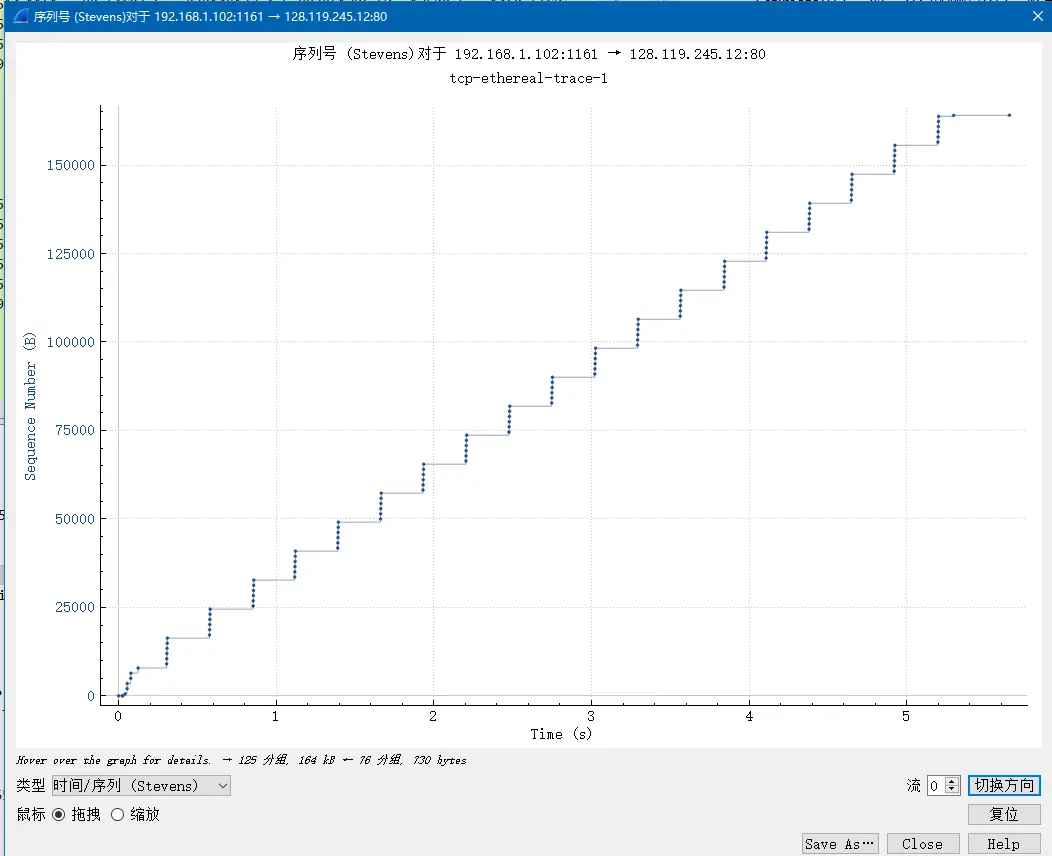 序列号 (Stevens)对于 192.168.1.102:1161 → 128.119.245.12:80
序列号 (Stevens)对于 192.168.1.102:1161 → 128.119.245.12:80
tcp-ethereal-trace-1
150000
125000
100000
75000
50000
25000
0
Sequence Number (B)
0 1 2 3 4 5
Time (s)
Hover over the graph for details. → 125 分组, 164 kB ← 76 分组, 730 bytes
类型 时间/序列 (Stevens) 流 0 切换方向
鼠标 拖拽 缩放 复位
Save As… Close Help